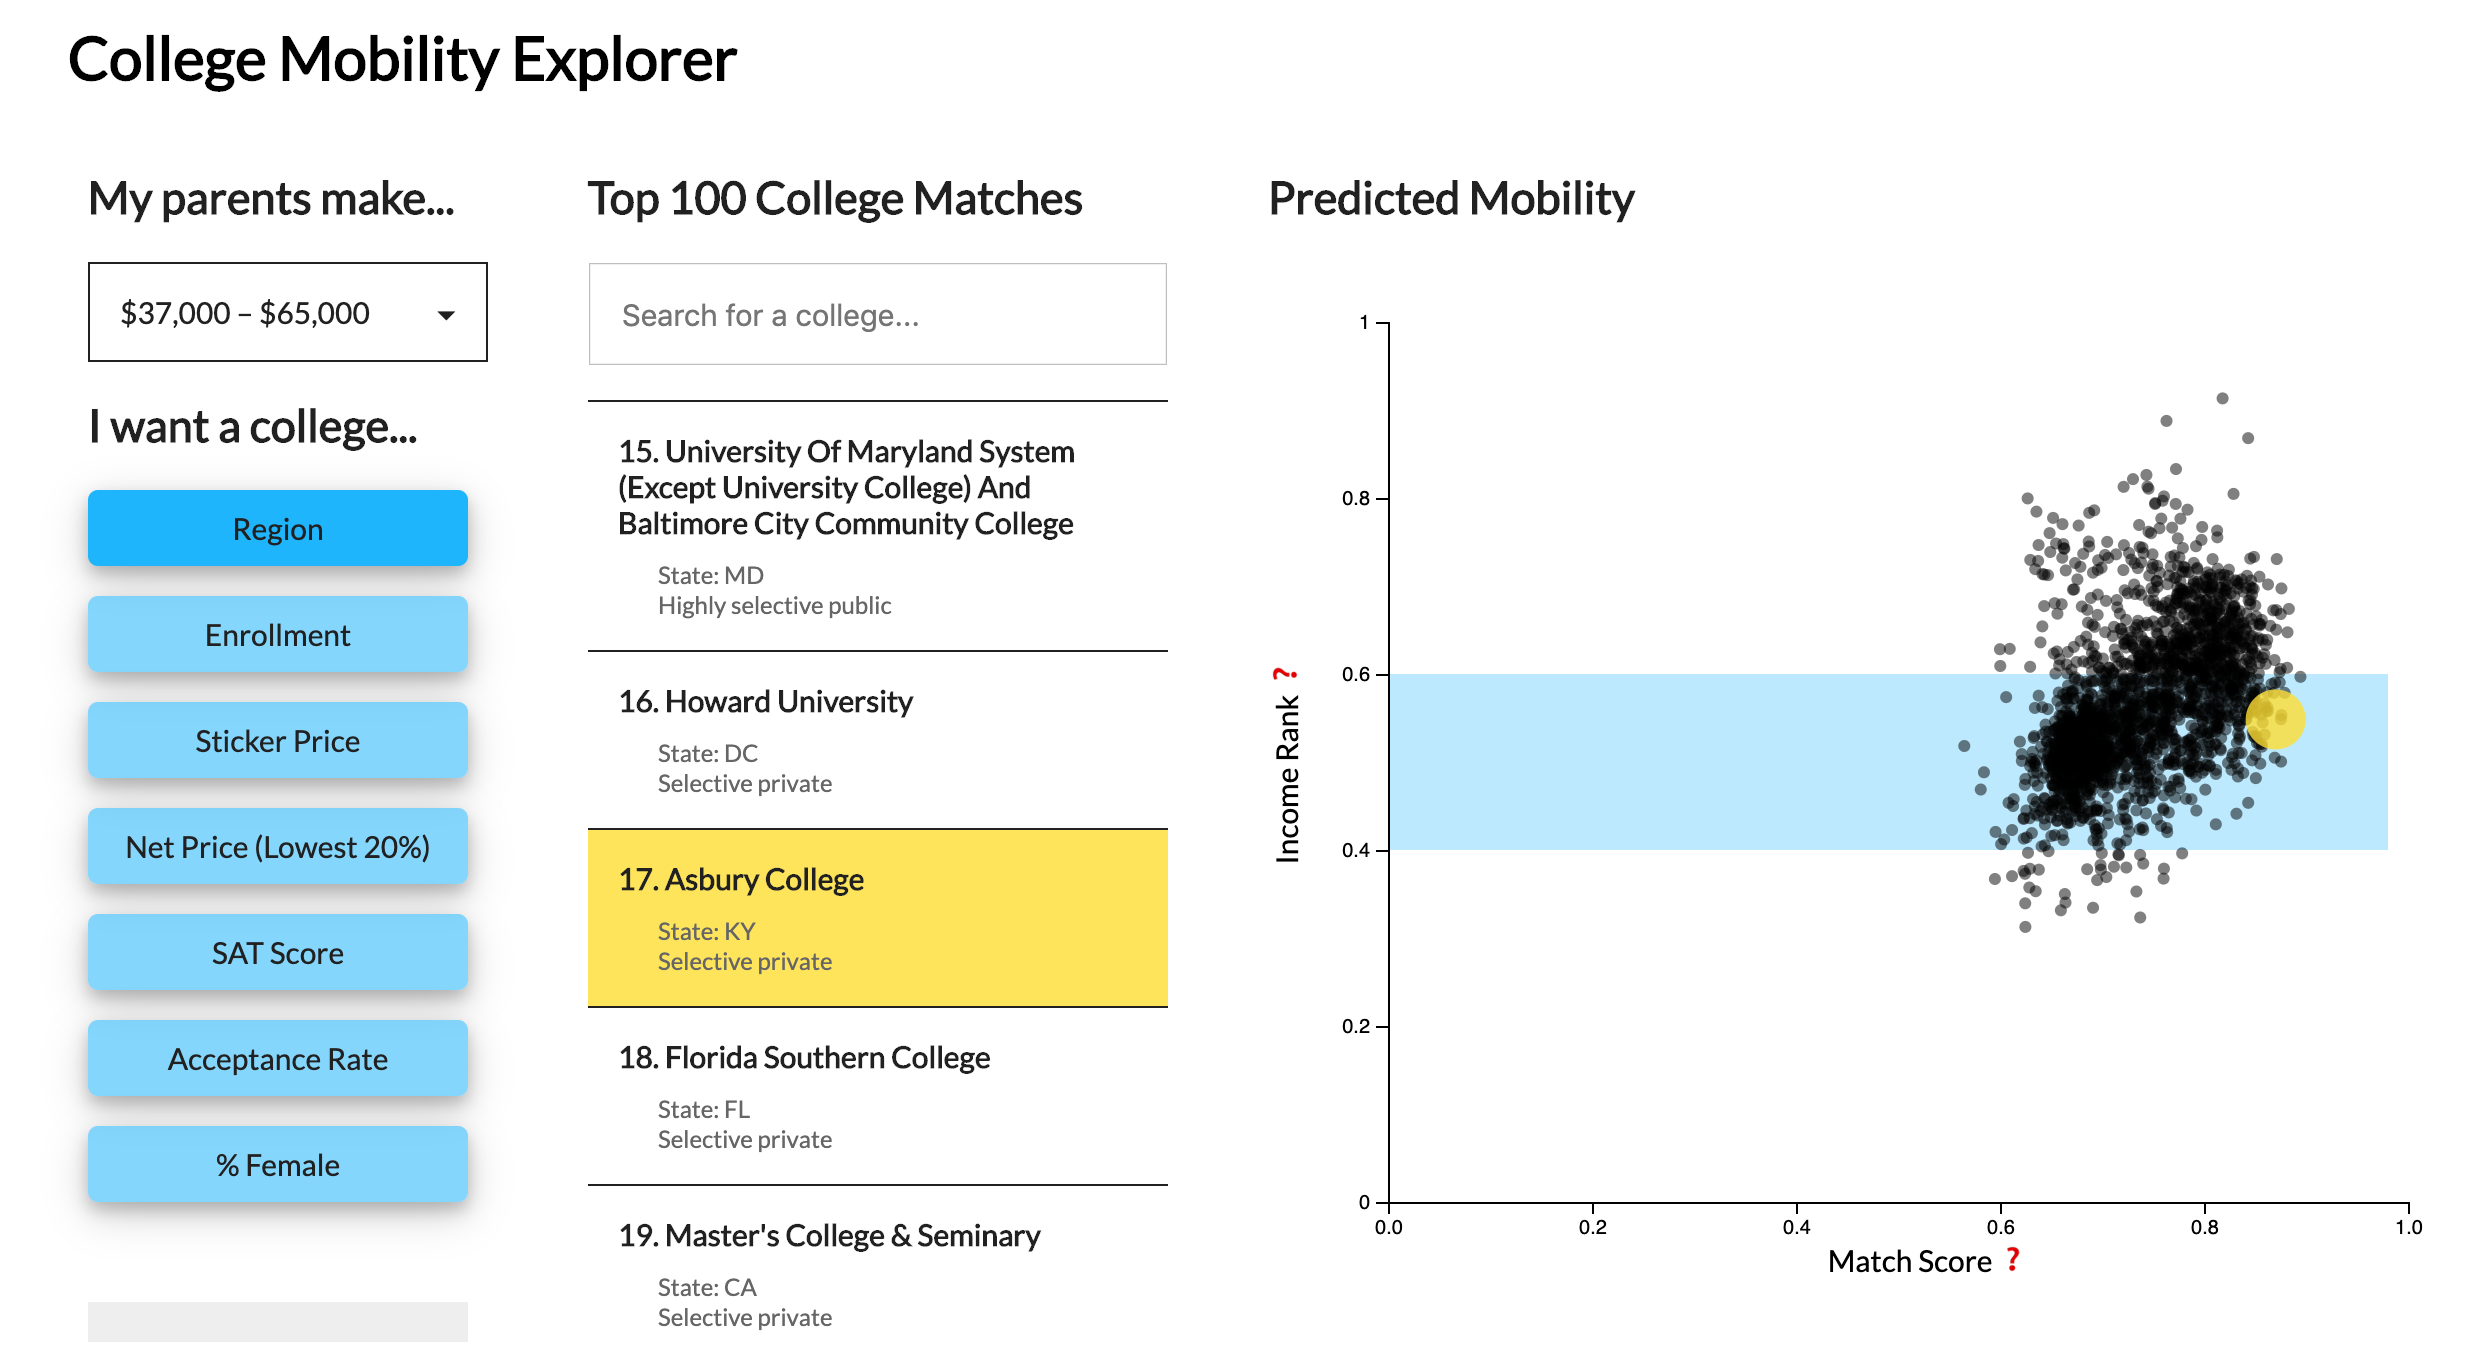 College Mobility Explorer
My parents make...
$37,000 – $65,000
I want a college...
Region
Enrollment
Sticker Price
Net Price (Lowest 20%)
SAT Score
Acceptance Rate
% Female
Top 100 College Matches
Search for a college...
15. University Of Maryland System
(Except University College) And
Baltimore City Community College
State: MD
Highly selective public
16. Howard University
State: DC
Selective private
17. Asbury College
State: KY
Selective private
18. Florida Southern College
State: FL
Selective private
19. Master's College & Seminary
State: CA
Selective private
Predicted Mobility
1
0.8
0.6
0.4
0.2
0
Income Rank ?
0.0
0.2
0.4
0.6
0.8
1.0
Match Score ?